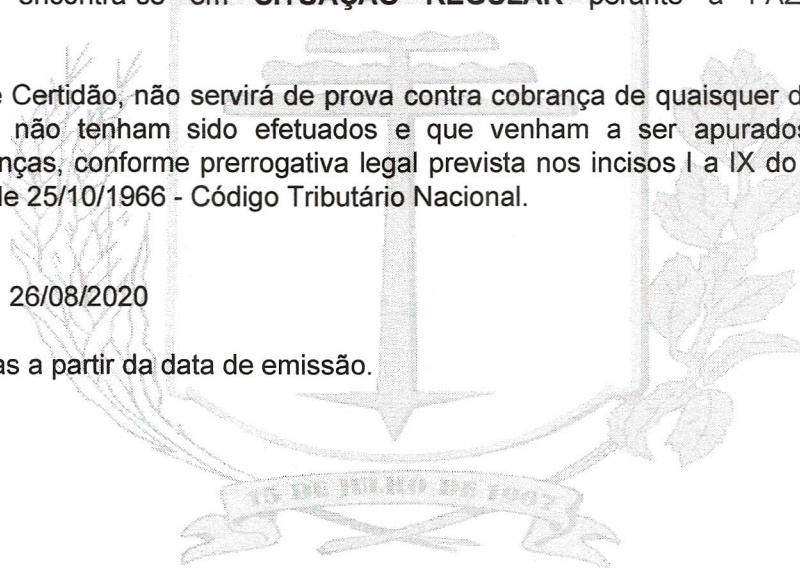 encontra-se em SITUAÇÃO REGULAR perante a FAZ
e Certidão, não servirá de prova contra cobrança de quaisquer d
não tenham sido efetuados e que venham a ser apurados
nças, conforme prerrogativa legal prevista nos incisos I a IX do
de 25/10/1966 - Código Tributário Nacional.
26/08/2020
as a partir da data de emissão.
15 DE JULHO DE 1907